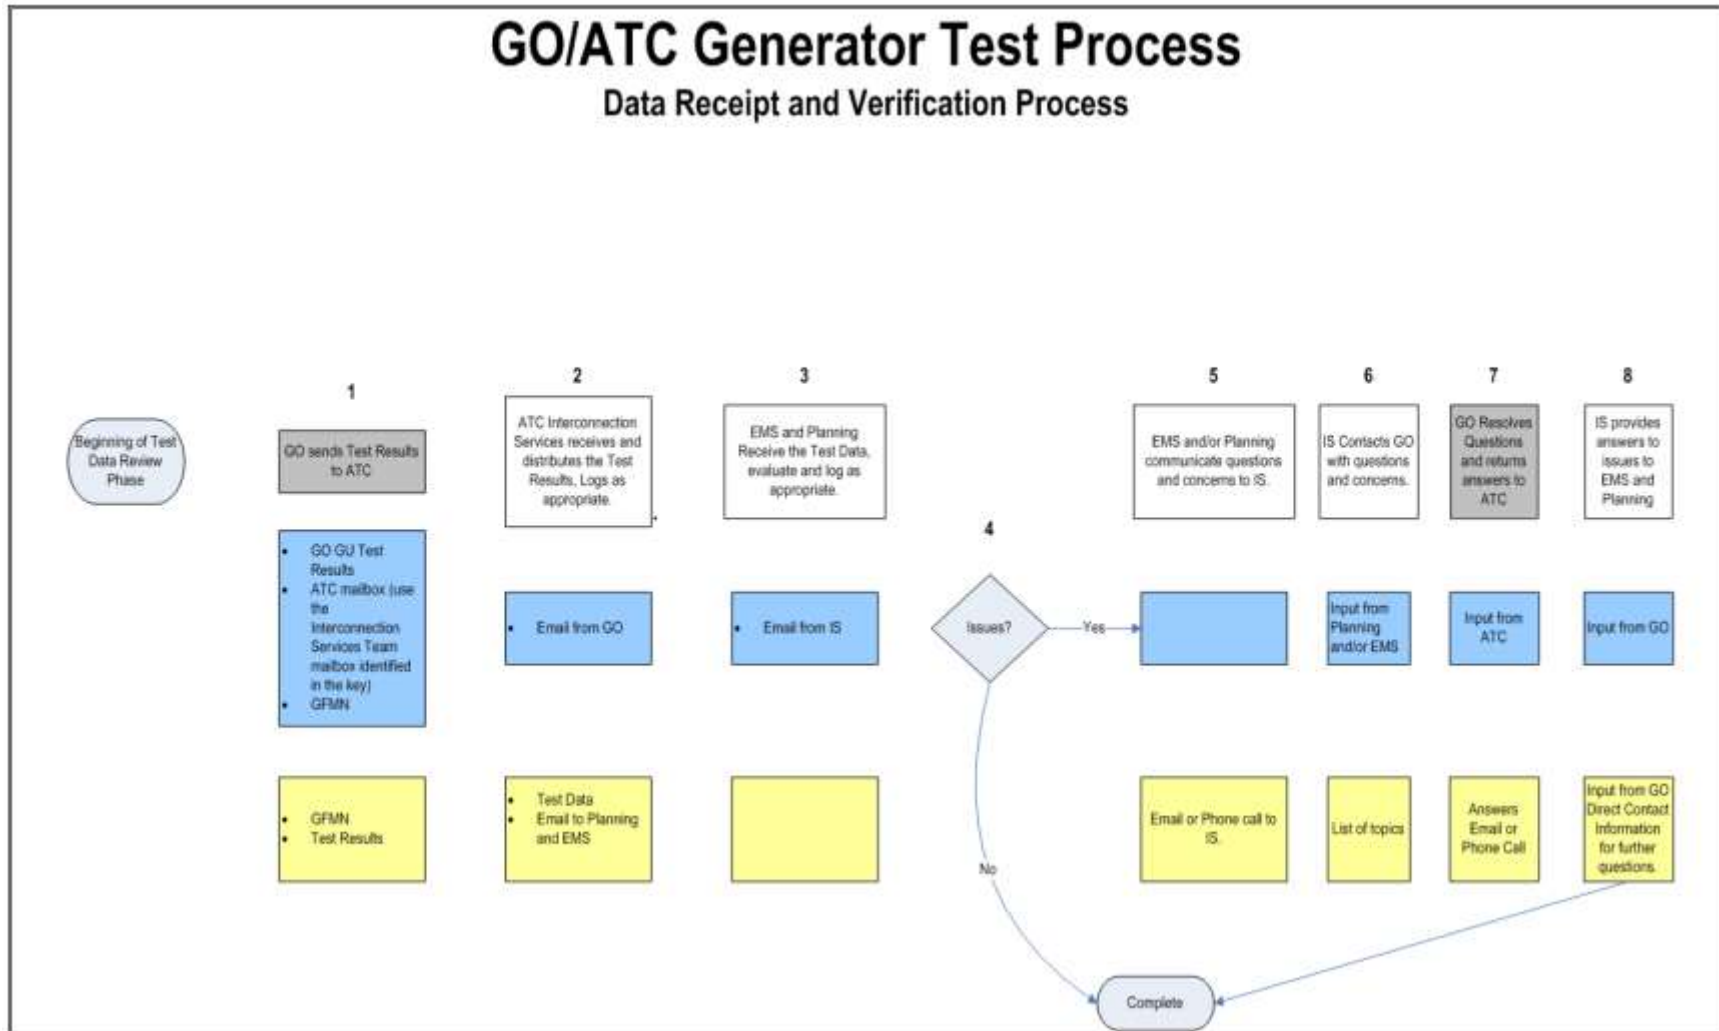 GO/ATC Generator Test Process
Data Receipt and Verification Process
Beginning of Test
Data Review
Phase
1
GO sends Test Results
to ATC
• GO GU Test
Results
• ATC mailbox (use
the
Interconnection
Services Team
mailbox identified
in the key)
• GFMN
• GFMN
• Test Results
2
ATC Interconnection
Services receives and
distributes the Test
Results, Logs as
appropriate.
• Email from GO
• Test Data
• Email to Planning
and EMS
3
EMS and Planning
Receive the Test Data,
evaluate and log as
appropriate.
• Email from IS
4
Issues?
Yes
No
5
EMS and/or Planning
communicate questions
and concerns to IS.
Email or Phone call to
IS.
6
IS Contacts GO
with questions
and concerns.
Input from
Planning
and/or EMS
List of topics
7
GO Resolves
Questions
and returns
answers to
ATC
Input from
ATC
Answers
Email or
Phone Call
8
IS provides
answers to
issues to
EMS and
Planning
Input from GO
Input from GO
Direct Contact
Information
for further
questions.
Complete